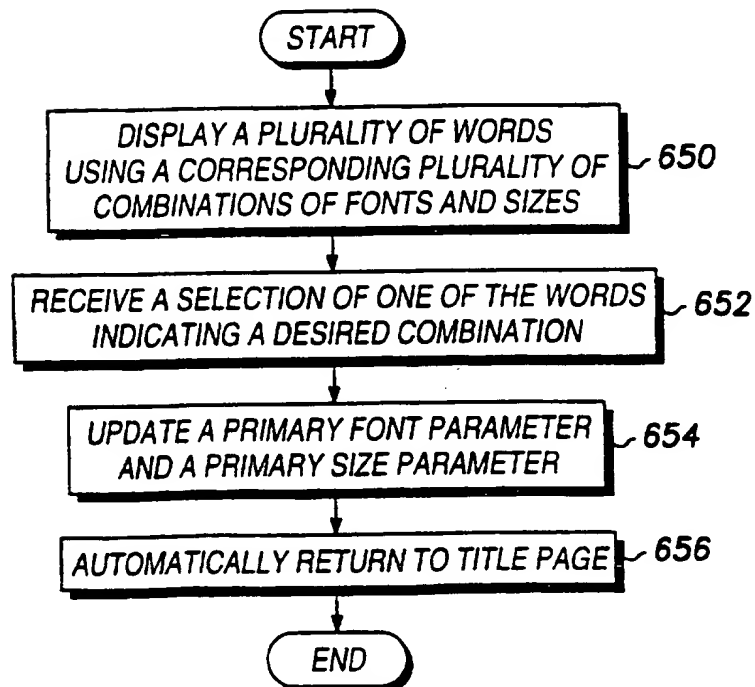 START
DISPLAY A PLURALITY OF WORDS
USING A CORRESPONDING PLURALITY OF
COMBINATIONS OF FONTS AND SIZES
650
RECEIVE A SELECTION OF ONE OF THE WORDS
INDICATING A DESIRED COMBINATION
652
UPDATE A PRIMARY FONT PARAMETER
AND A PRIMARY SIZE PARAMETER
654
AUTOMATICALLY RETURN TO TITLE PAGE
656
END